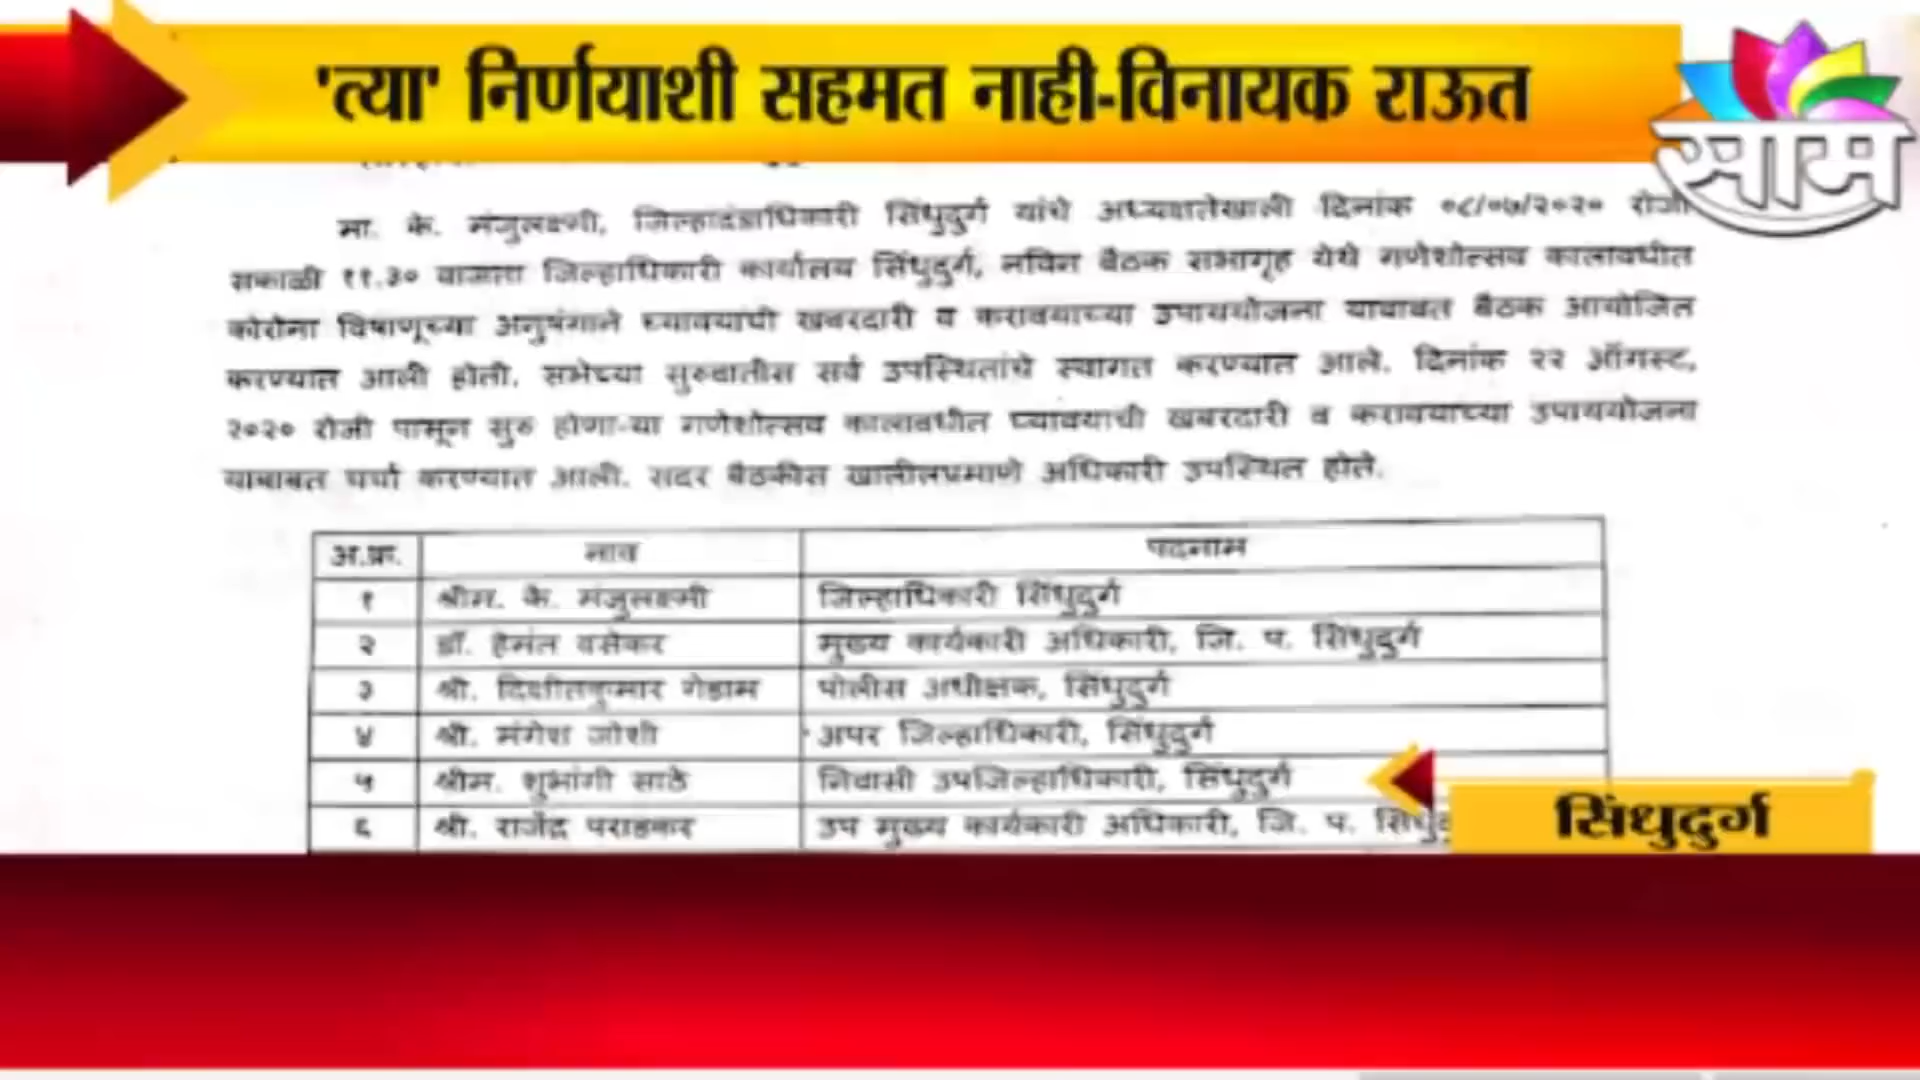 'त्या' निर्णयाशी सहमत नाही-विनायक राऊत
साम
मा. के. मंजुलक्ष्मी, जिल्हादंडाधिकारी सिंधुदुर्ग यांचे अध्यक्षतेखाली दिनांक ०८/०७/२०२० रोजी
सकाळी ११.३० वाजता जिल्हाधिकारी कार्यालय सिंधुदुर्ग, नविन बैठक सभागृह येथे गणेशोत्सव कालावधीत
कोरोना विषाणूच्या अनुषंगाने घ्यावयाची खबरदारी व करावयाच्या उपाययोजना याबाबत बैठक आयोजित
करण्यात आली होती. सभेच्या सुरुवातीस सर्व उपस्थितांचे स्वागत करण्यात आले. दिनांक २२ ऑगस्ट,
२०२० रोजी पासून सुरु होणा-या गणेशोत्सव कालावधीत घ्यावयाची खबरदारी व करावयाच्या उपाययोजना
याबाबत चर्चा करण्यात आली. सदर बैठकीस खालीलप्रमाणे अधिकारी उपस्थित होते.
अ.क्र. नाव पदनाम
१ श्रीम. के. मंजुलक्ष्मी जिल्हाधिकारी सिंधुदुर्ग
२ डॉ. हेमंत वसेकर मुख्य कार्यकारी अधिकारी, जि. प. सिंधुदुर्ग
३ श्री. दिक्षीतकुमार गेडाम पोलीस अधीक्षक, सिंधुदुर्ग
४ श्री. मंगेश जोशी अपर जिल्हाधिकारी, सिंधुदुर्ग
५ श्रीम. शुभांगी साठे निवासी उपजिल्हाधिकारी, सिंधुदुर्ग
६ श्री. राजेंद्र पराडकर उप मुख्य कार्यकारी अधिकारी, जि. प.
सिंधुदुर्ग